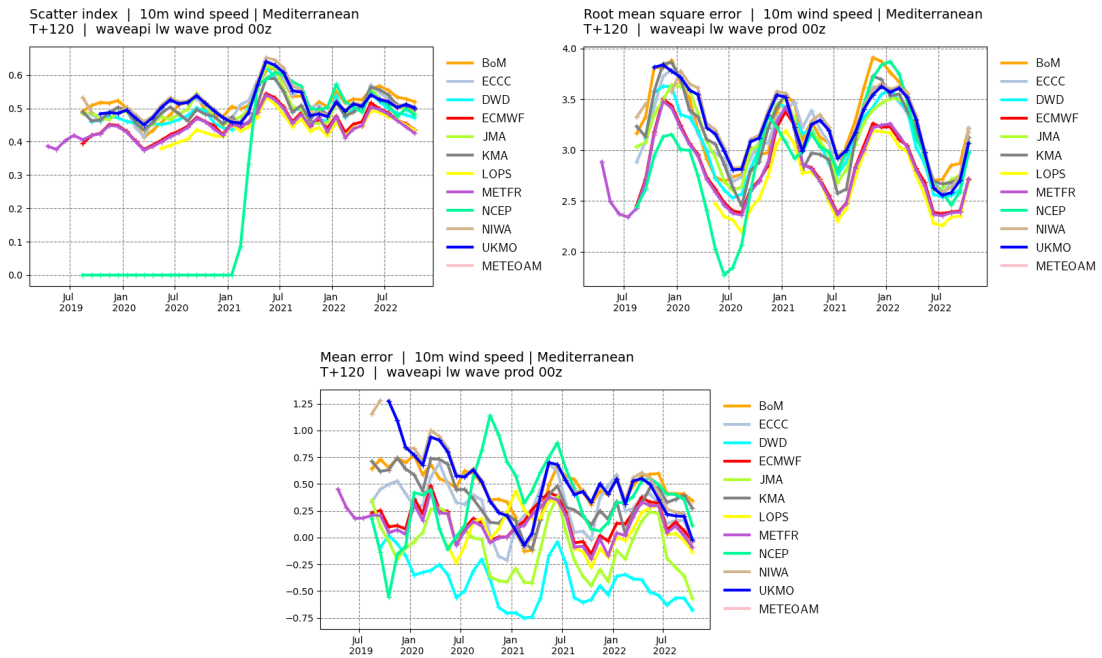 Scatter index | 10m wind speed | Mediterranean
T+120 | waveapi lw wave prod 00z
0.6
0.5
0.4
0.3
0.2
0.1
0.0
Jul
2019
Jan
2020
Jul
2020
Jan
2021
Jul
2021
Jan
2022
Jul
2022
BoM
ECCC
DWD
ECMWF
JMA
KMA
LOPS
METFR
NCEP
NIWA
UKMO
METEOAM
Root mean square error | 10m wind speed | Mediterranean
T+120 | waveapi lw wave prod 00z
4.0
3.5
3.0
2.5
2.0
Jul
2019
Jan
2020
Jul
2020
Jan
2021
Jul
2021
Jan
2022
Jul
2022
BoM
ECCC
DWD
ECMWF
JMA
KMA
LOPS
METFR
NCEP
NIWA
UKMO
METEOAM
Mean error | 10m wind speed | Mediterranean
T+120 | waveapi lw wave prod 00z
1.25
1.00
0.75
0.50
0.25
0.00
−0.25
−0.50
−0.75
Jul
2019
Jan
2020
Jul
2020
Jan
2021
Jul
2021
Jan
2022
Jul
2022
BoM
ECCC
DWD
ECMWF
JMA
KMA
LOPS
METFR
NCEP
NIWA
UKMO
METEOAM